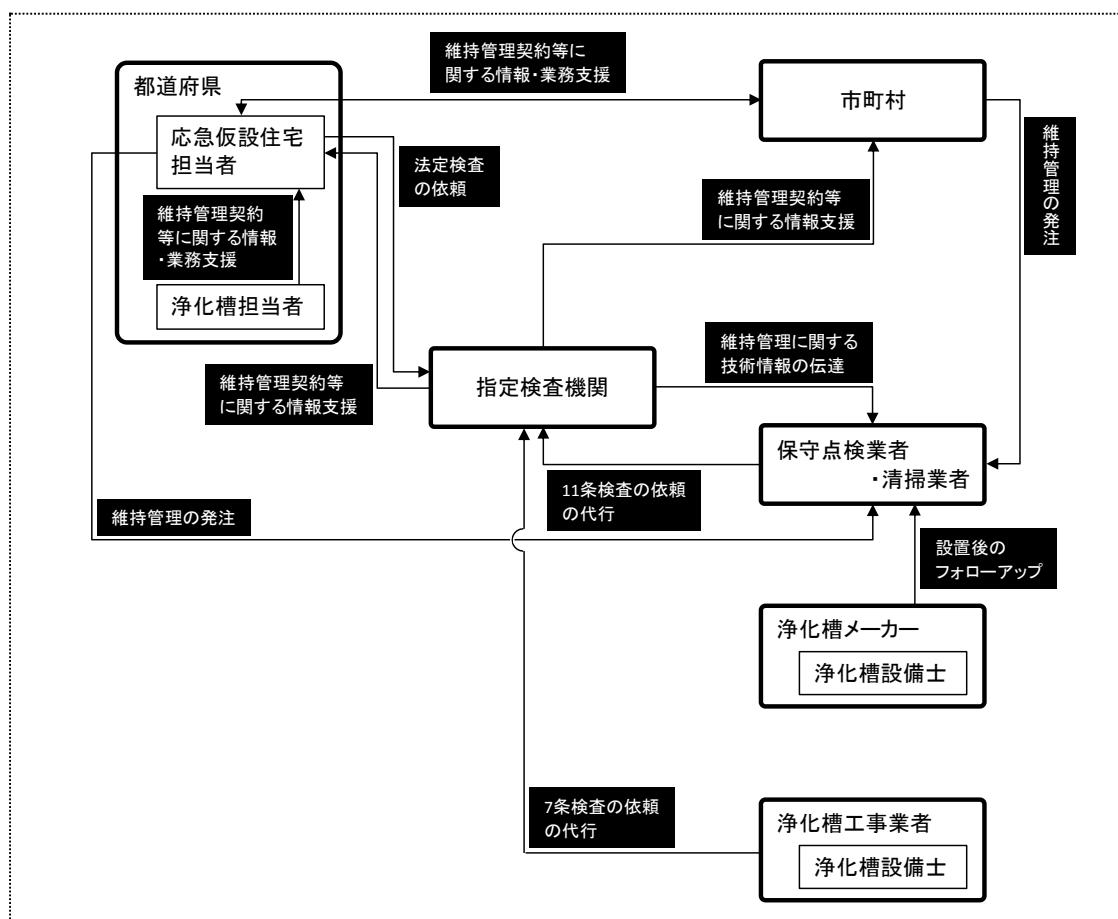 維持管理契約等に
関する情報・業務支援
都道府県
市町村
応急仮設住宅
担当者
法定検査
の依頼
維持管理の発注
維持管理契約
等に関する情報
・業務支援
維持管理契約等
に関する情報支援
浄化槽担当者
維持管理に関する
技術情報の伝達
指定検査機関
維持管理契約等
に関する情報支援
保守点検業者
・清掃業者
11条検査の依頼
の代行
維持管理の発注
設置後の
フォローアップ
浄化槽メーカー
浄化槽設備士
7条検査の依頼
の代行
浄化槽工事業者
浄化槽設備士